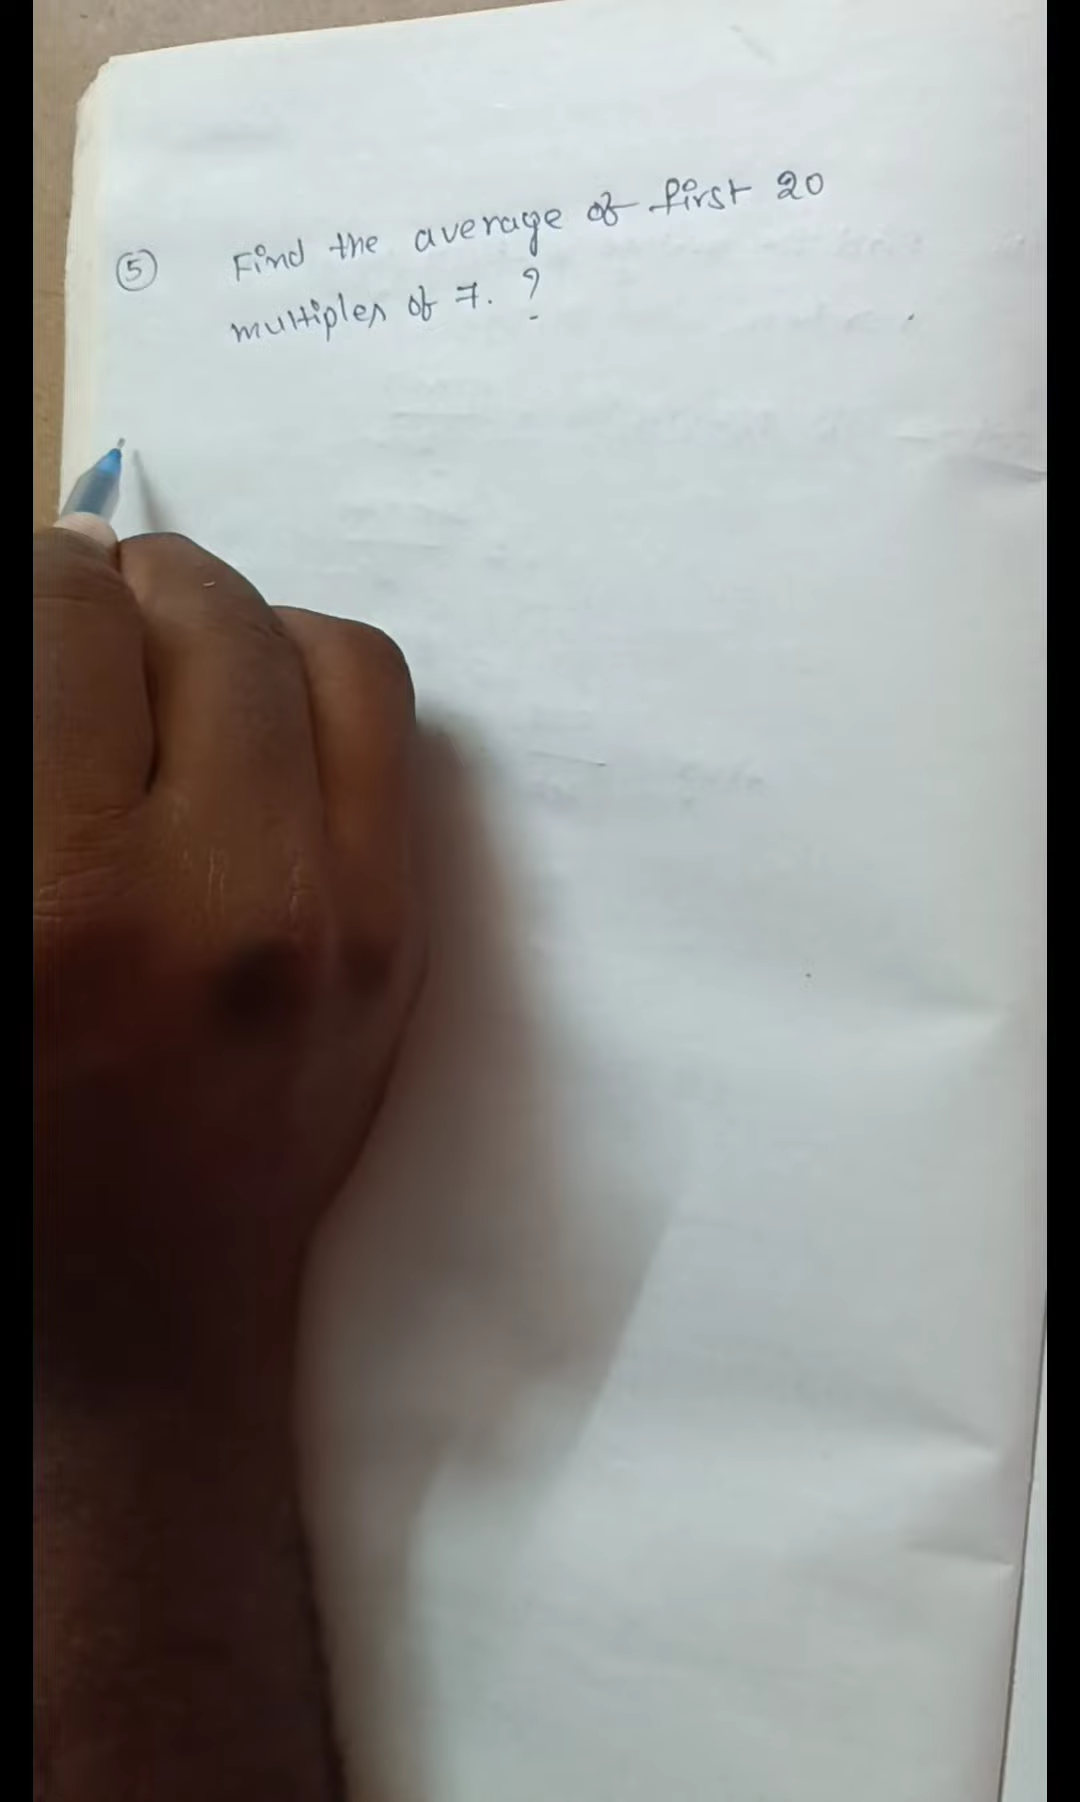 ⑤ Find the average of first 20
multiples of 7. ?